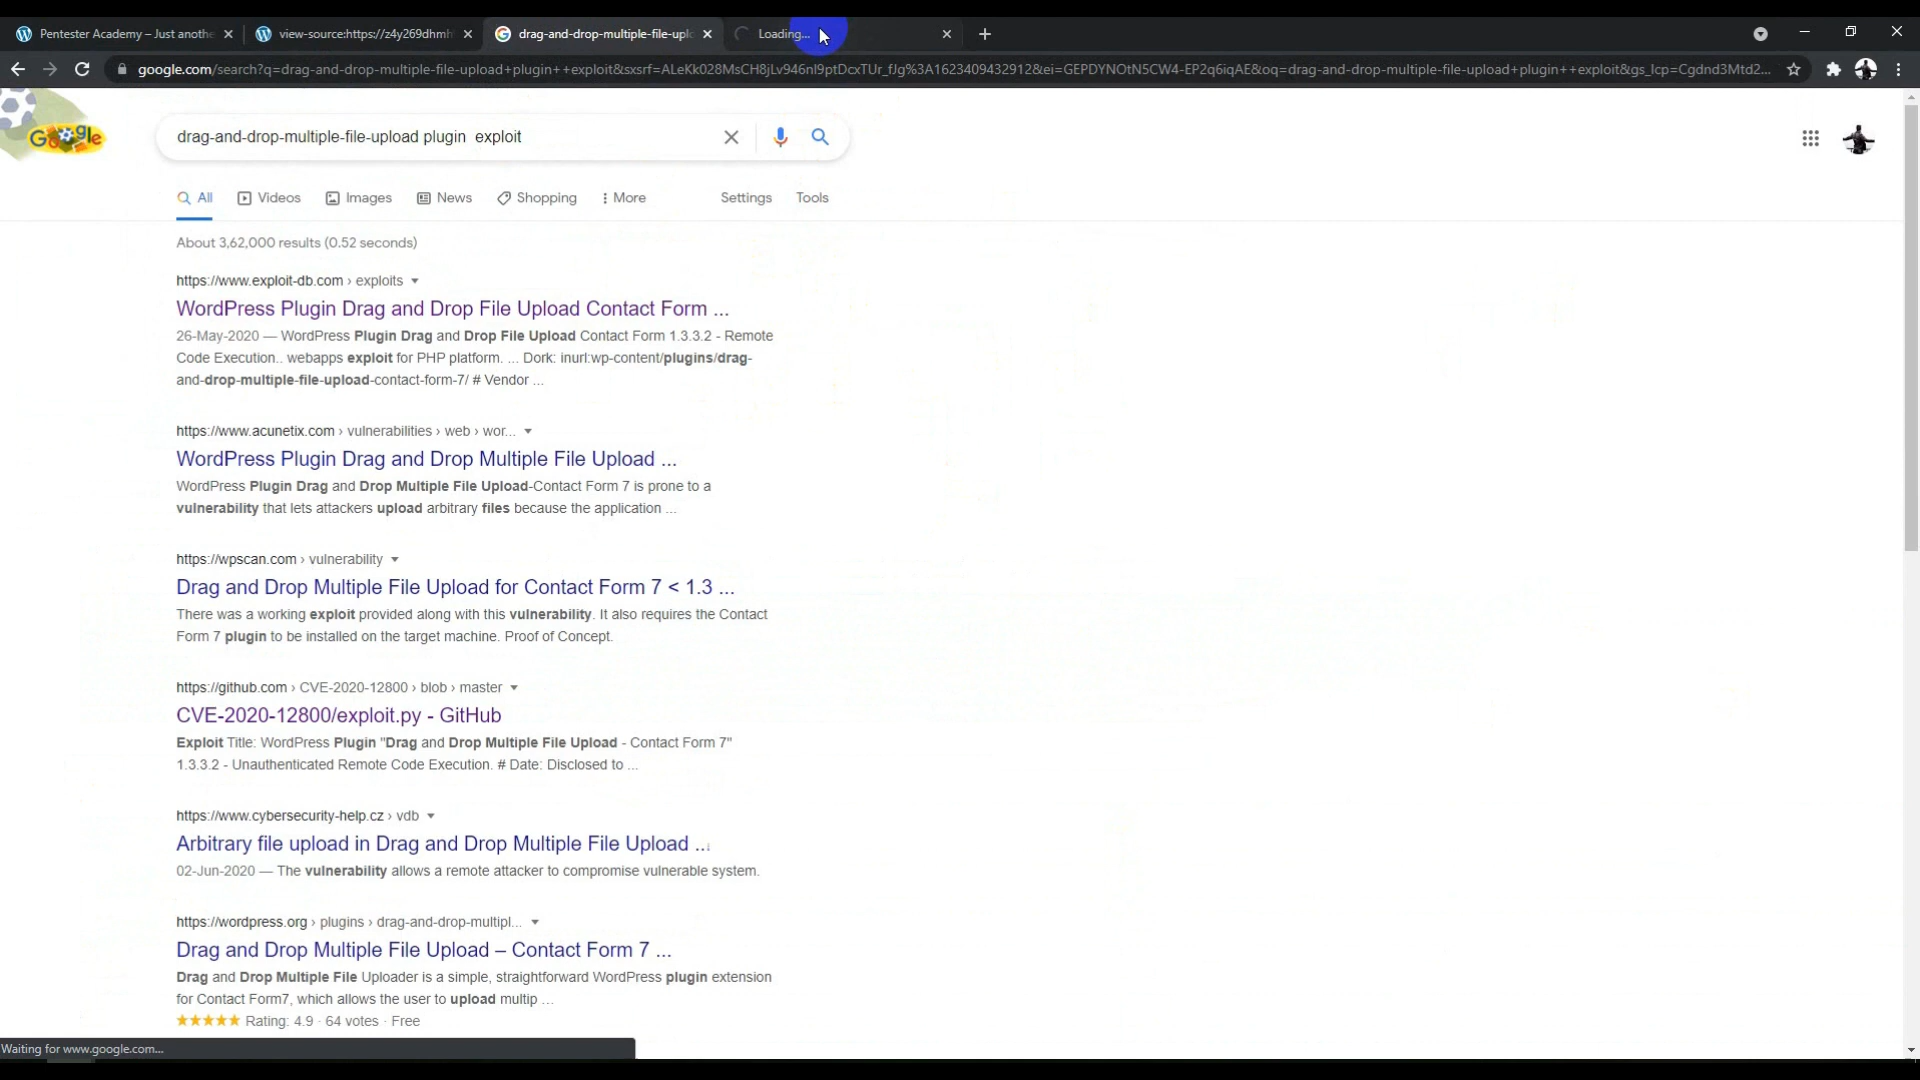 Pentester Academy – Just anothe
view-source:https://z4y269dhmh
drag-and-drop-multiple-file-uplo
Loading...
google.com/search?q=drag-and-drop-multiple-file-upload+plugin++exploit&sxsrf=ALeKk028MsCH8jLv946nI9ptDcxTUr_fJg%3A1623409432912&ei=GEPDYNOtN5CW4-EP2q6iqAE&oq=drag-and-drop-multiple-file-upload+plugin++exploit&gs_lcp=Cgdnd3Mtd2...
Google
drag-and-drop-multiple-file-upload plugin  exploit
All Videos Images News Shopping More Settings Tools
About 3,62,000 results (0.52 seconds)
https://www.exploit-db.com › exploits
WordPress Plugin Drag and Drop File Upload Contact Form ...
26-May-2020 — WordPress Plugin Drag and Drop File Upload Contact Form 1.3.3.2 - Remote
Code Execution.. webapps exploit for PHP platform. ... Dork: inurl:wp-content/plugins/drag-
and-drop-multiple-file-upload-contact-form-7/ # Vendor ...
https://www.acunetix.com › vulnerabilities › web › wor...
WordPress Plugin Drag and Drop Multiple File Upload ...
WordPress Plugin Drag and Drop Multiple File Upload-Contact Form 7 is prone to a
vulnerability that lets attackers upload arbitrary files because the application ...
https://wpscan.com › vulnerability
Drag and Drop Multiple File Upload for Contact Form 7 < 1.3 ...
There was a working exploit provided along with this vulnerability. It also requires the Contact
Form 7 plugin to be installed on the target machine. Proof of Concept.
https://github.com › CVE-2020-12800 › blob › master
CVE-2020-12800/exploit.py - GitHub
Exploit Title: WordPress Plugin "Drag and Drop Multiple File Upload - Contact Form 7"
1.3.3.2 - Unauthenticated Remote Code Execution. # Date: Disclosed to ...
https://www.cybersecurity-help.cz › vdb
Arbitrary file upload in Drag and Drop Multiple File Upload ...
02-Jun-2020 — The vulnerability allows a remote attacker to compromise vulnerable system.
https://wordpress.org › plugins › drag-and-drop-multipl...
Drag and Drop Multiple File Upload – Contact Form 7 ...
Drag and Drop Multiple File Uploader is a simple, straightforward WordPress plugin extension
for Contact Form7, which allows the user to upload multip ...
★★★★★ Rating: 4.9 · 64 votes · Free
Waiting for www.google.com...